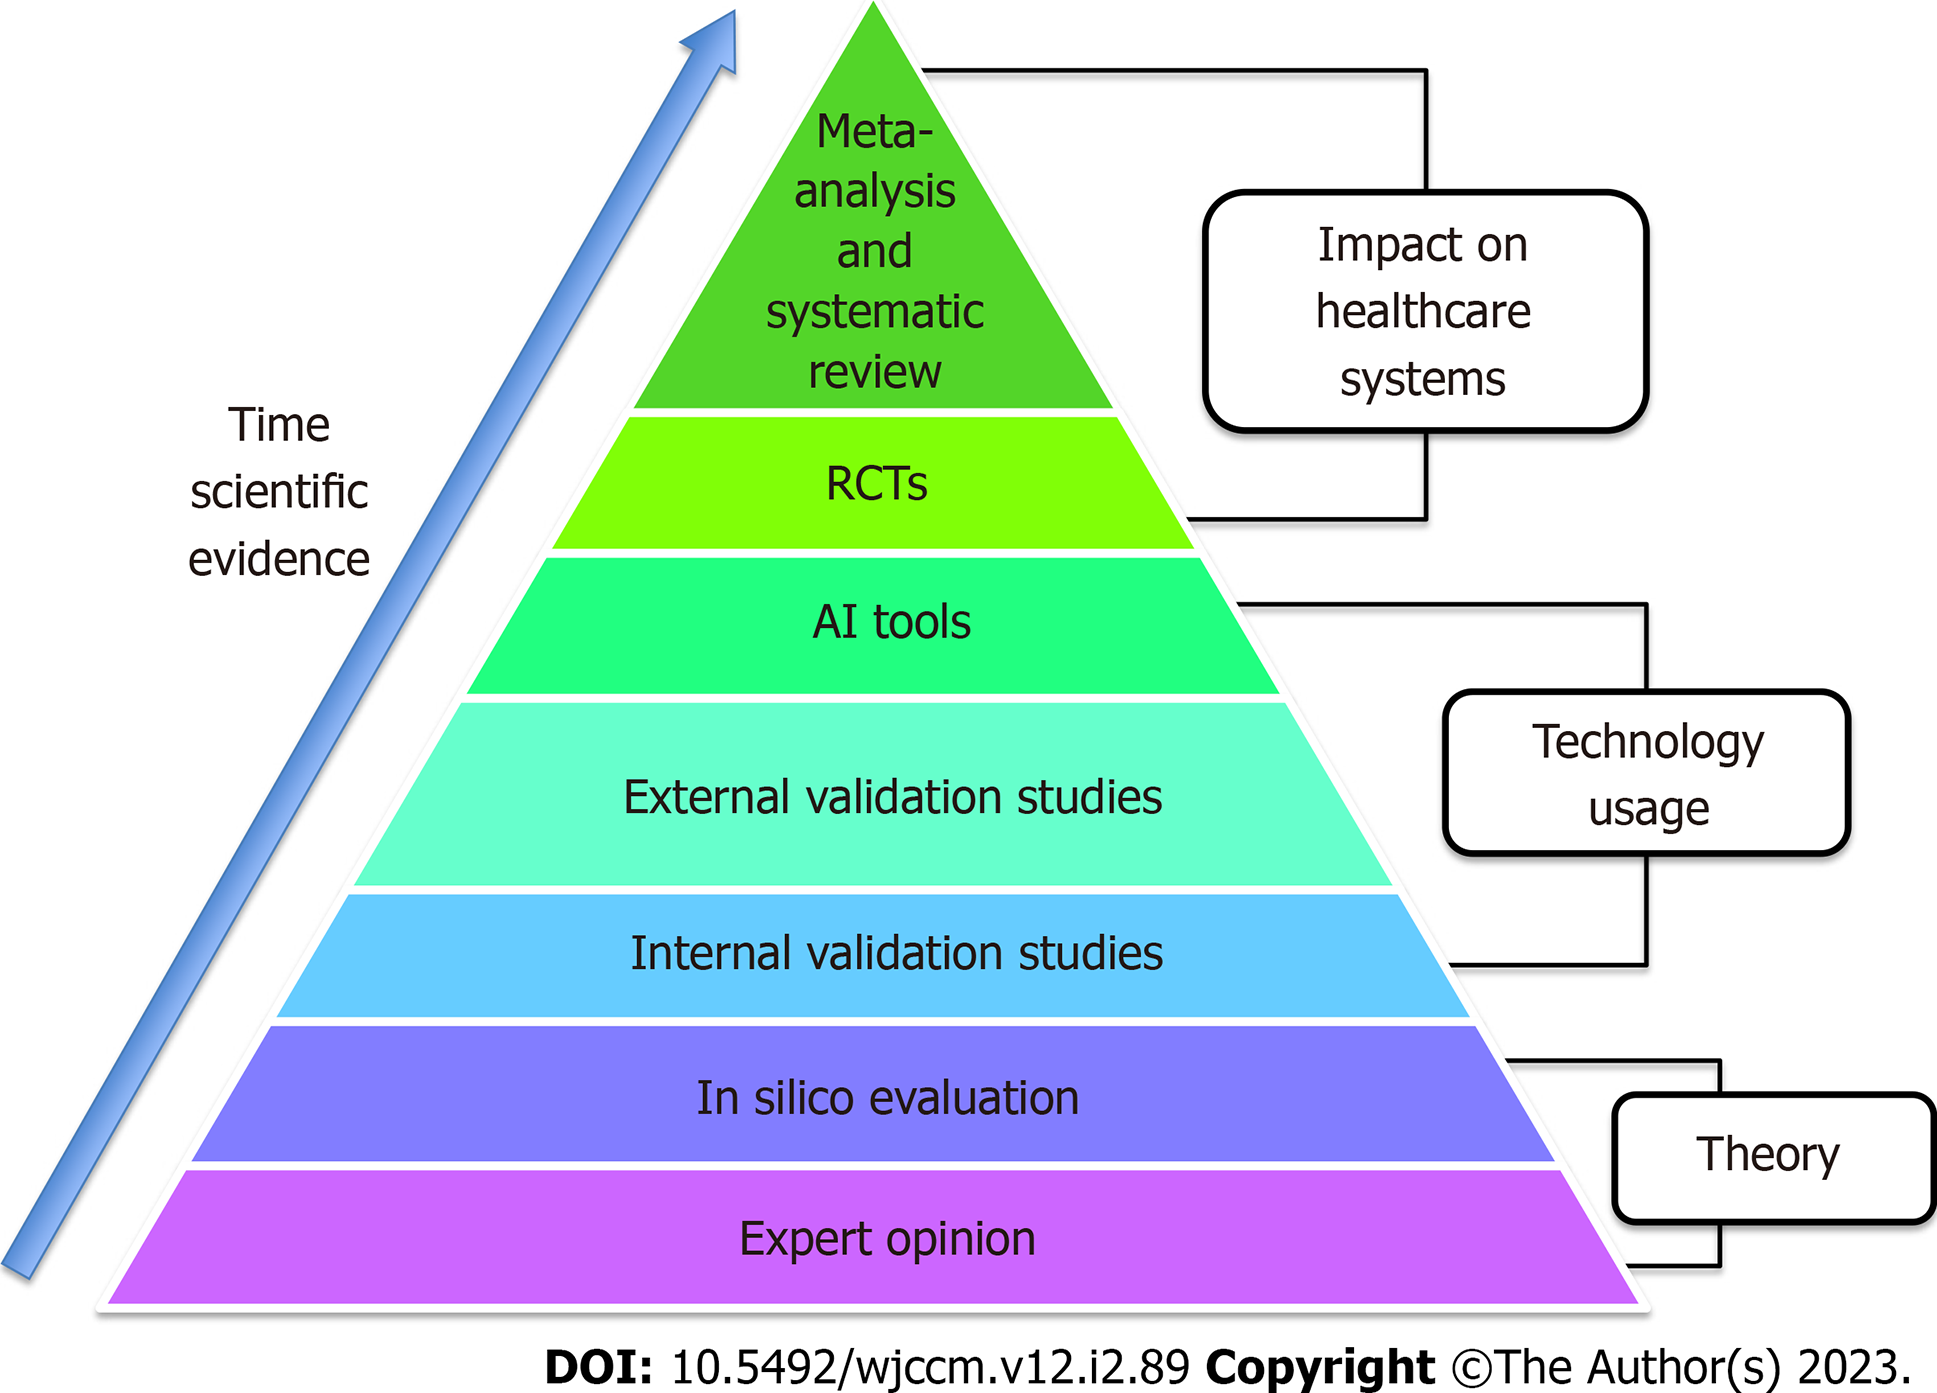 Meta-
analysis
and
systematic
review
RCTs
AI tools
External validation studies
Internal validation studies
In silico evaluation
Expert opinion
Time
scientific
evidence
Impact on
healthcare
systems
Technology
usage
Theory
DOI: 10.5492/wjccm.v12.i2.89 Copyright ©The Author(s) 2023.